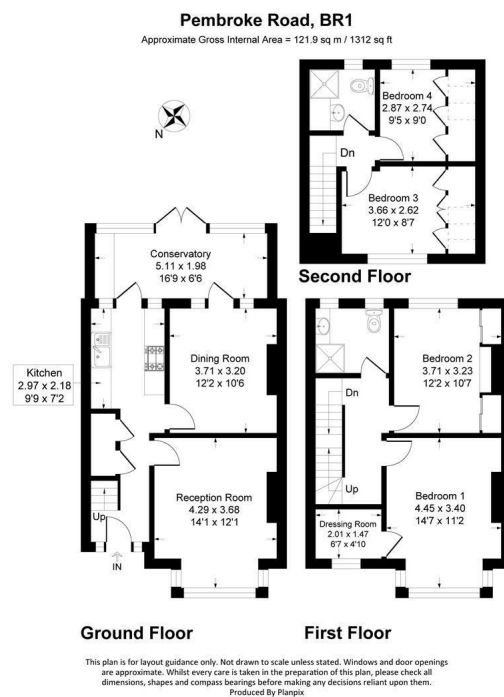 Pembroke Road, BR1
Approximate Gross Internal Area = 121.9 sq m / 1312 sq ft
N
Bedroom 4
2.87 x 2.74
9'5 x 9'0
Dn
Bedroom 3
3.66 x 2.62
12'0 x 8'7
Second Floor
Conservatory
5.11 x 1.98
16'9 x 6'6
Kitchen
2.97 x 2.18
9'9 x 7'2
Dining Room
3.71 x 3.20
12'2 x 10'6
Reception Room
4.29 x 3.68
14'1 x 12'1
Up
IN
Ground Floor
Bedroom 2
3.71 x 3.23
12'2 x 10'7
Dn
Up
Bedroom 1
4.45 x 3.40
14'7 x 11'2
Dressing Room
2.01 x 1.47
6'7 x 4'10
First Floor
This plan is for layout guidance only. Not drawn to scale unless stated. Windows and door openings
are approximate. Whilst every care is taken in the preparation of this plan, please check all
dimensions, shapes and compass bearings before making any decisions reliant upon them.
Produced By Planpix